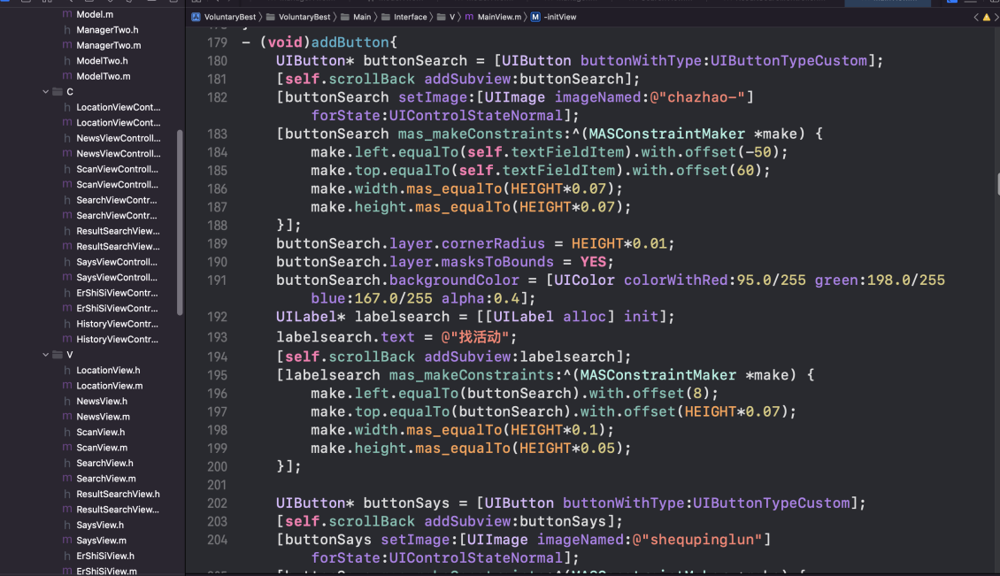 Model.m
ManagerTwo.h
ManagerTwo.m
ModelTwo.h
ModelTwo.m
C
LocationViewCont...
LocationViewCont...
NewsViewControll...
NewsViewControll...
ScanViewControll...
ScanViewControll...
SearchViewContr...
SearchViewContr...
ResultSearchView...
ResultSearchView...
SaysViewControll...
SaysViewControll...
ErShiSiViewContr...
ErShiSiViewContr...
HistoryViewContr...
HistoryViewContr...
V
LocationView.h
LocationView.m
NewsView.h
NewsView.m
ScanView.h
ScanView.m
SearchView.h
SearchView.m
ResultSearchView.h
ResultSearchView...
SaysView.h
SaysView.m
ErShiSiView.h
ErShiSiView.m
VoluntaryBest 〉 VoluntaryBest 〉 Main 〉 Interface 〉 V 〉 m MainView.m 〉 M -initView
179 - (void)addButton{
180 UIButton* buttonSearch = [UIButton buttonWithType:UIButtonTypeCustom];
181 [self.scrollBack addSubview:buttonSearch];
182 [buttonSearch setImage:[UIImage imageNamed:@"chazhao-"]
forState:UIControlStateNormal];
183 [buttonSearch mas_makeConstraints:^(MASConstraintMaker *make) {
184 make.left.equalTo(self.textFieldItem).with.offset(-50);
185 make.top.equalTo(self.textFieldItem).with.offset(60);
186 make.width.mas_equalTo(HEIGHT*0.07);
187 make.height.mas_equalTo(HEIGHT*0.07);
188 }];
189 buttonSearch.layer.cornerRadius = HEIGHT*0.01;
190 buttonSearch.layer.masksToBounds = YES;
191 buttonSearch.backgroundColor = [UIColor colorWithRed:95.0/255 green:198.0/255
blue:167.0/255 alpha:0.4];
192 UILabel* labelsearch = [[UILabel alloc] init];
193 labelsearch.text = @"找活动";
194 [self.scrollBack addSubview:labelsearch];
195 [labelsearch mas_makeConstraints:^(MASConstraintMaker *make) {
196 make.left.equalTo(buttonSearch).with.offset(8);
197 make.top.equalTo(buttonSearch).with.offset(HEIGHT*0.07);
198 make.width.mas_equalTo(HEIGHT*0.1);
199 make.height.mas_equalTo(HEIGHT*0.05);
200 }];
201
202 UIButton* buttonSays = [UIButton buttonWithType:UIButtonTypeCustom];
203 [self.scrollBack addSubview:buttonSays];
204 [buttonSays setImage:[UIImage imageNamed:@"shequpinglun"]
forState:UIControlStateNormal];